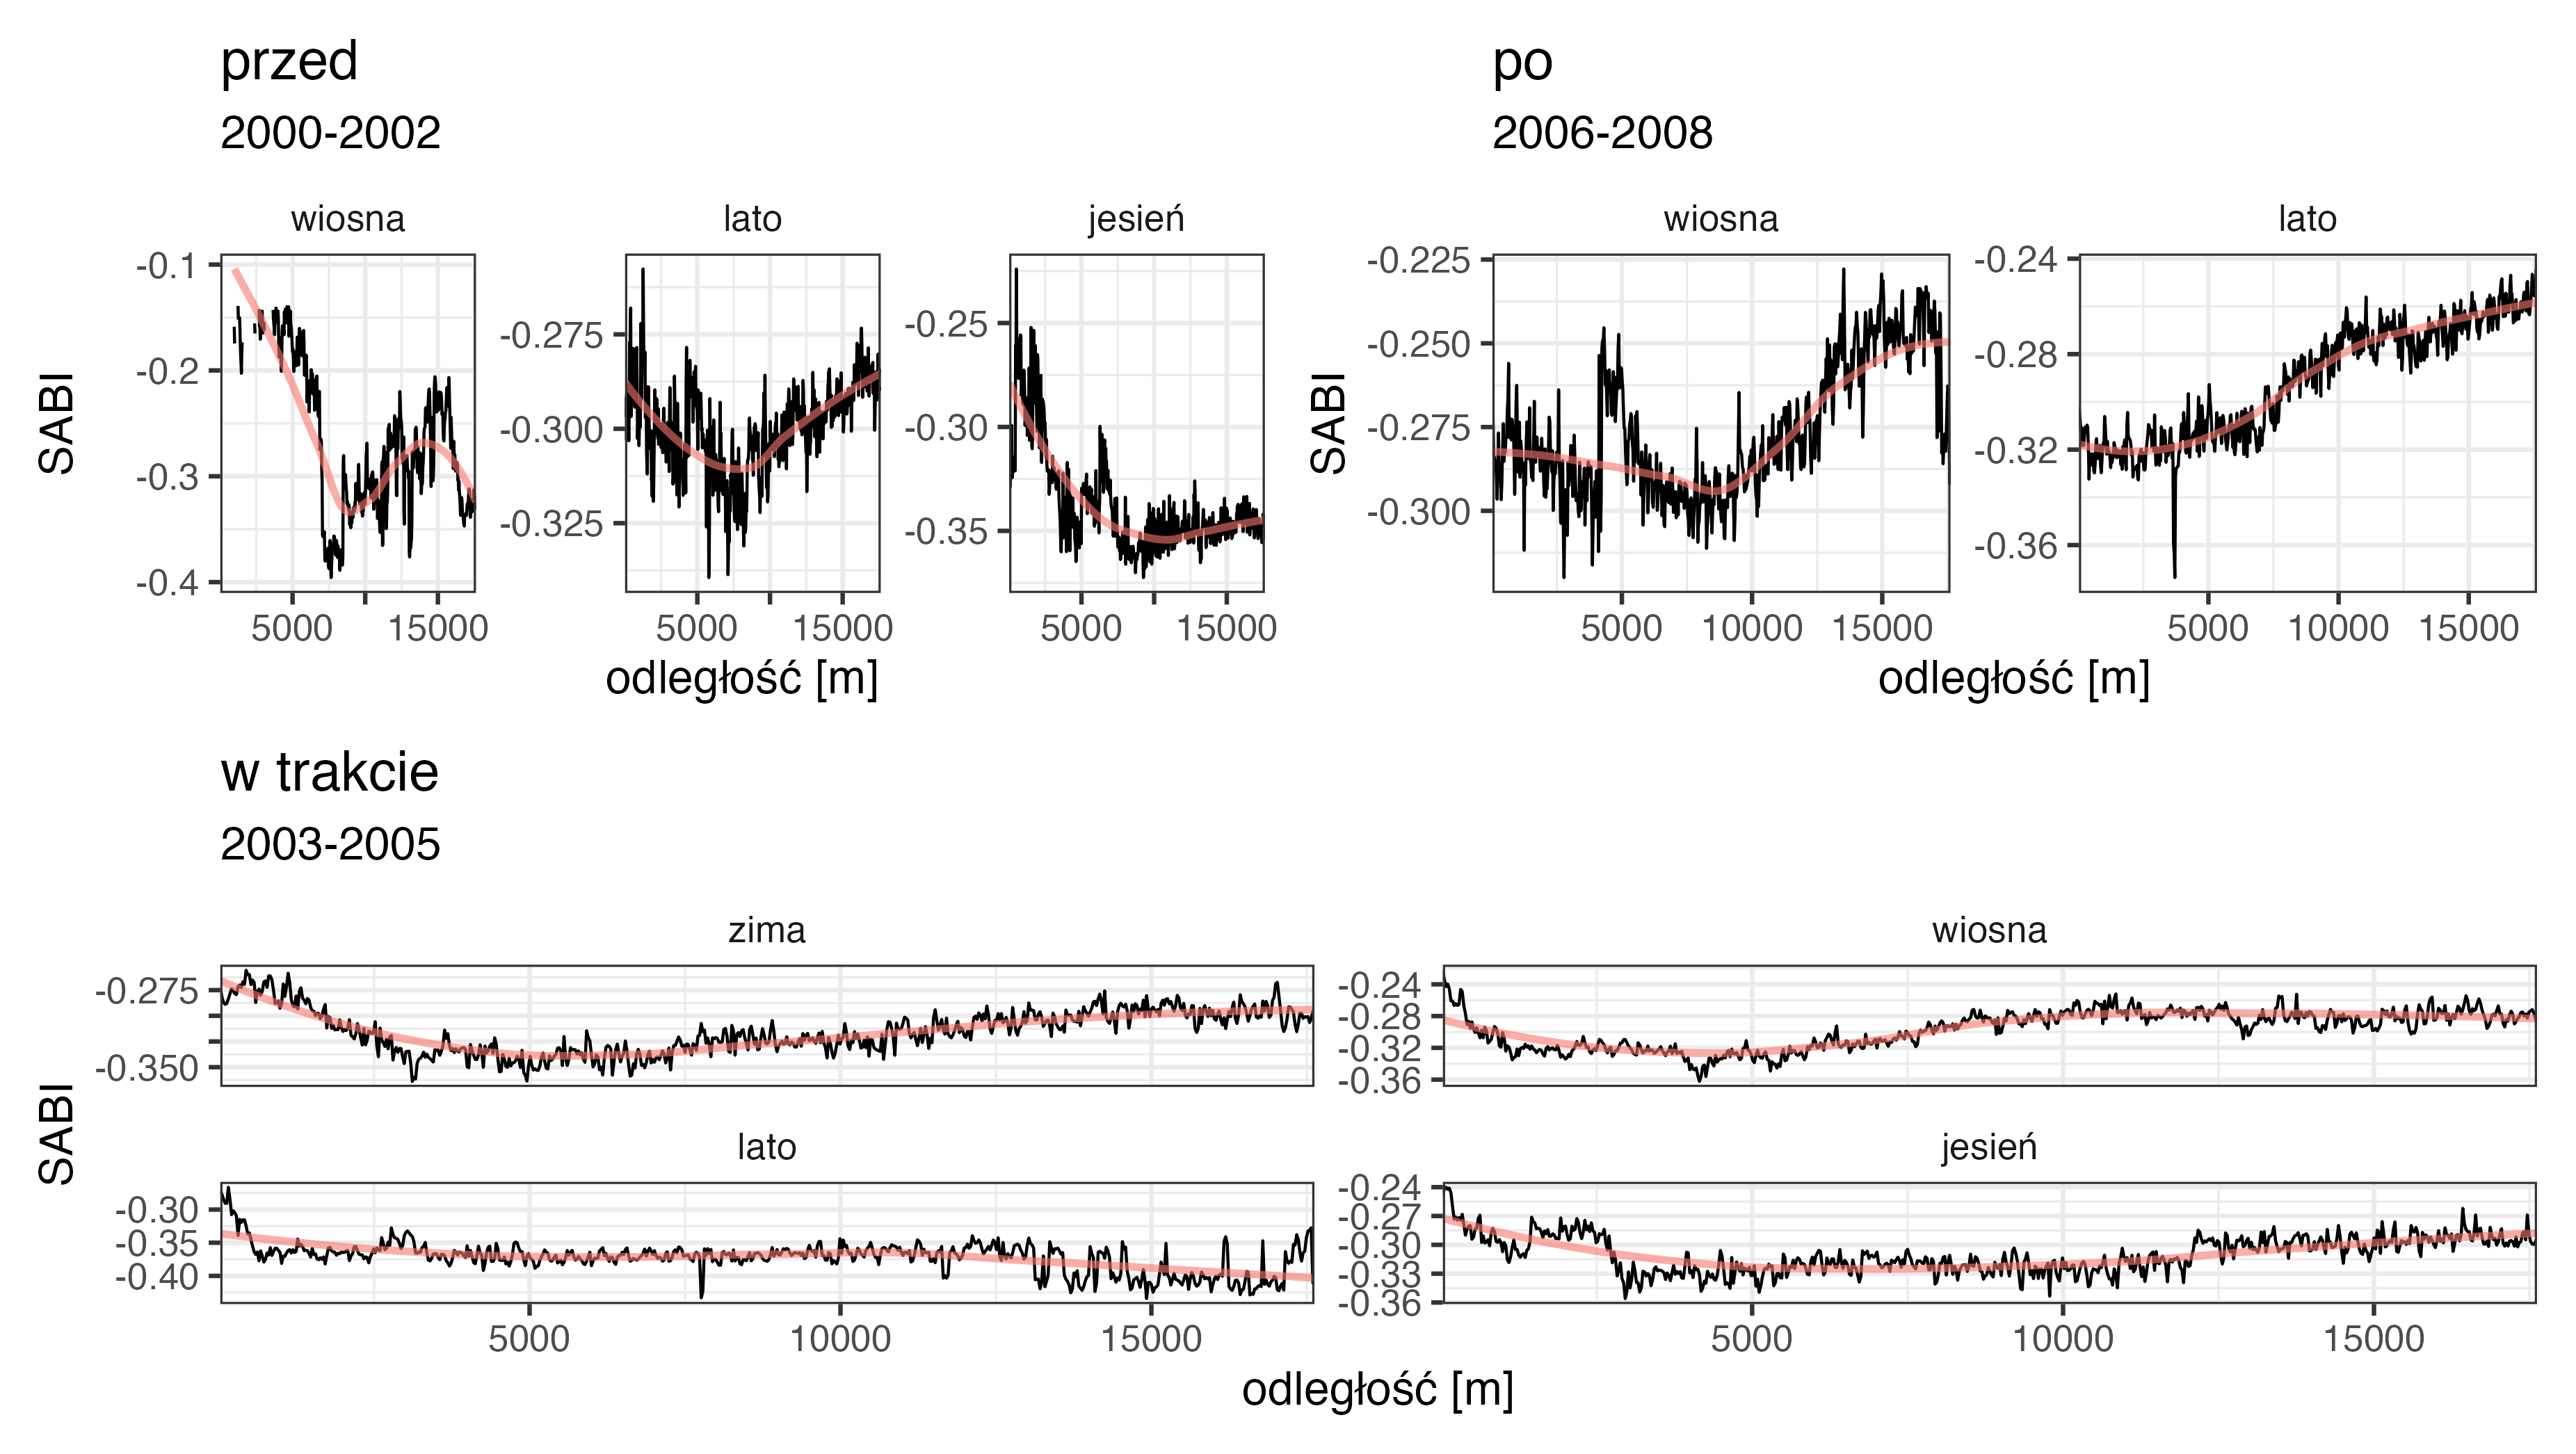 przed
2000-2002
wiosna
lato
jesień
SABI
-0.1
-0.2
-0.3
-0.4
-0.275
-0.300
-0.325
-0.25
-0.30
-0.35
5000
15000
5000
15000
5000
15000
odległość [m]
po
2006-2008
wiosna
lato
SABI
-0.225
-0.250
-0.275
-0.300
-0.24
-0.28
-0.32
-0.36
5000
10000
15000
5000
10000
15000
odległość [m]
w trakcie
2003-2005
zima
wiosna
-0.275
-0.350
-0.24
-0.28
-0.32
-0.36
SABI
lato
jesień
-0.30
-0.35
-0.40
-0.24
-0.27
-0.30
-0.33
-0.36
5000
10000
15000
5000
10000
15000
odległość [m]